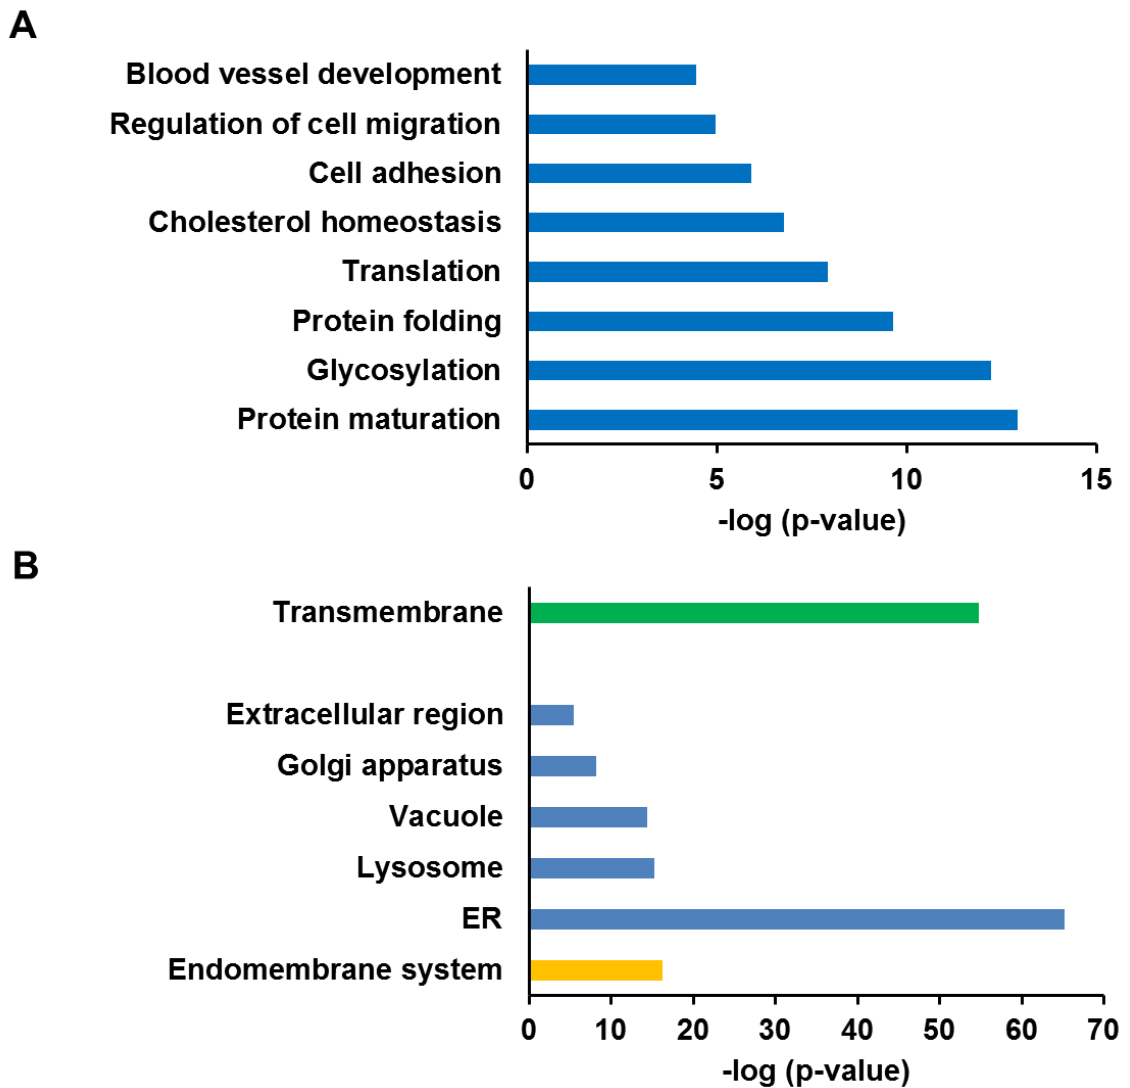 A
Blood vessel development
Regulation of cell migration
Cell adhesion
Cholesterol homeostasis
Translation
Protein folding
Glycosylation
Protein maturation
0 5 10 15
-log (p-value)
B
Transmembrane
Extracellular region
Golgi apparatus
Vacuole
Lysosome
ER
Endomembrane system
0 10 20 30 40 50 60 70
-log (p-value)